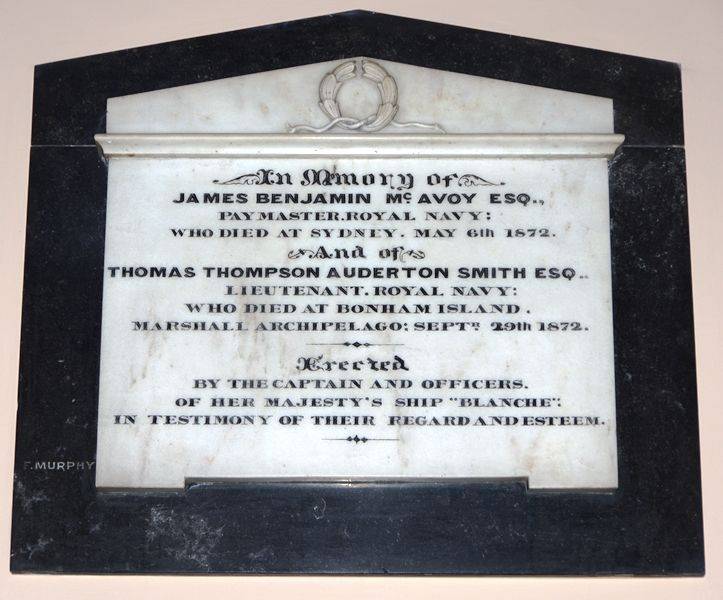 In Memory of
JAMES BENJAMIN McAVOY ESQ.,
PAYMASTER. ROYAL NAVY:
WHO DIED AT SYDNEY. MAY 6th 1872.
And of
THOMAS THOMPSON AUDERTON SMITH ESQ.
LIEUTENANT. ROYAL NAVY:
WHO DIED AT BONHAM ISLAND.
MARSHALL ARCHIPELAGO: SEPTR 29th 1872.
Erected
BY THE CAPTAIN AND OFFICERS.
OF HER MAJESTY'S SHIP "BLANCHE":
IN TESTIMONY OF THEIR REGARD AND ESTEEM.
F. MURPHY